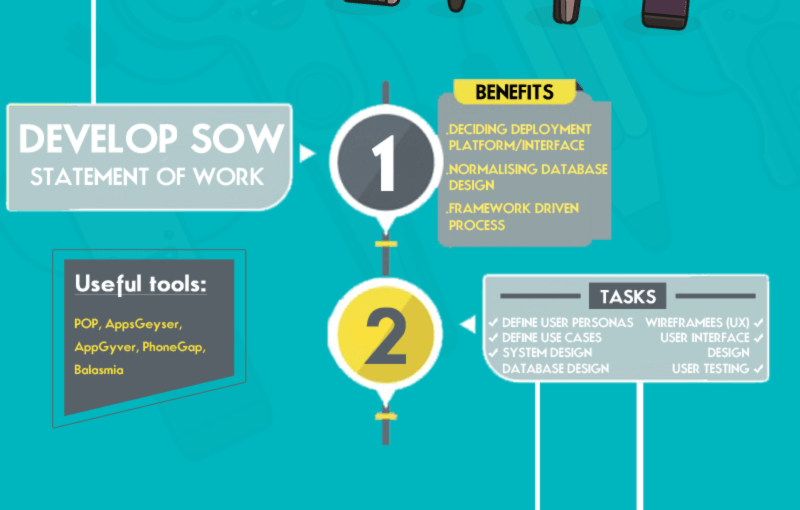 DEVELOP SOW
STATEMENT OF WORK
1
BENEFITS
.DECIDING DEPLOYMENT
PLATFORM/INTERFACE
.NORMALISING DATABASE
DESIGN
.FRAMEWORK DRIVEN
PROCESS
Useful tools:
POP, AppsGeyser,
AppGyver, PhoneGap,
Balasmia
2
TASKS
✓ DEFINE USER PERSONAS
✓ DEFINE USE CASES
✓ SYSTEM DESIGN
DATABASE DESIGN
WIREFRAMEES (UX) ✓
USER INTERFACE ✓
DESIGN
USER TESTING ✓